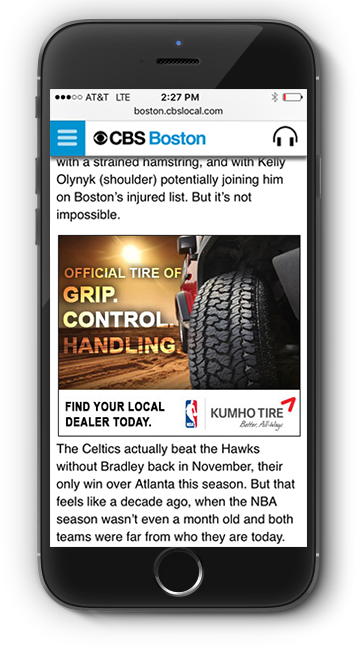 AT&T LTE 2:27 PM
boston.cbslocal.com
CBS Boston
with a strained hamstring, and with Kelly
Olynyk (shoulder) potentially joining him
on Boston's injured list. But it's not
impossible.
OFFICIAL TIRE OF
GRIP.
CONTROL.
HANDLING
FIND YOUR LOCAL
DEALER TODAY.
NBA
KUMHO TIRE
Better, All-Ways
The Celtics actually beat the Hawks
without Bradley back in November, their
only win over Atlanta this season. But that
feels like a decade ago, when the NBA
season wasn't even a month old and both
teams were far from who they are today.